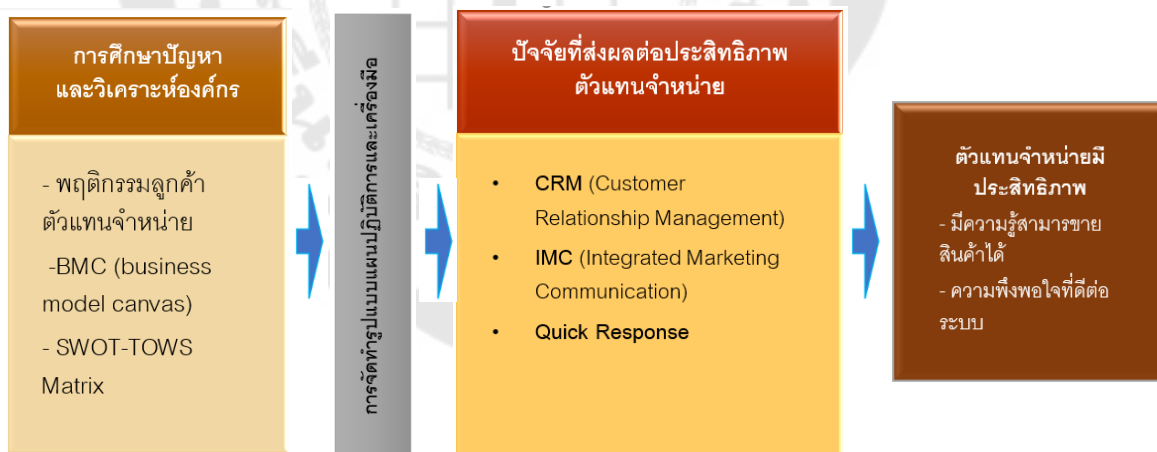 การศึกษาปัญหา
และวิเคราะห์องค์กร
- พฤติกรรมลูกค้า
ตัวแทนจำหน่าย
-BMC (business
model canvas)
- SWOT-TOWS
Matrix
การจัดทำรูปแบบแผนปฏิบัติการและเครื่องมือ
ปัจจัยที่ส่งผลต่อประสิทธิภาพ
ตัวแทนจำหน่าย
• CRM (Customer
Relationship Management)
• IMC (Integrated Marketing
Communication)
• Quick Response
ตัวแทนจำหน่ายมี
ประสิทธิภาพ
- มีความรู้สามารขาย
สินค้าได้
- ความพึงพอใจที่ดีต่อ
ระบบ